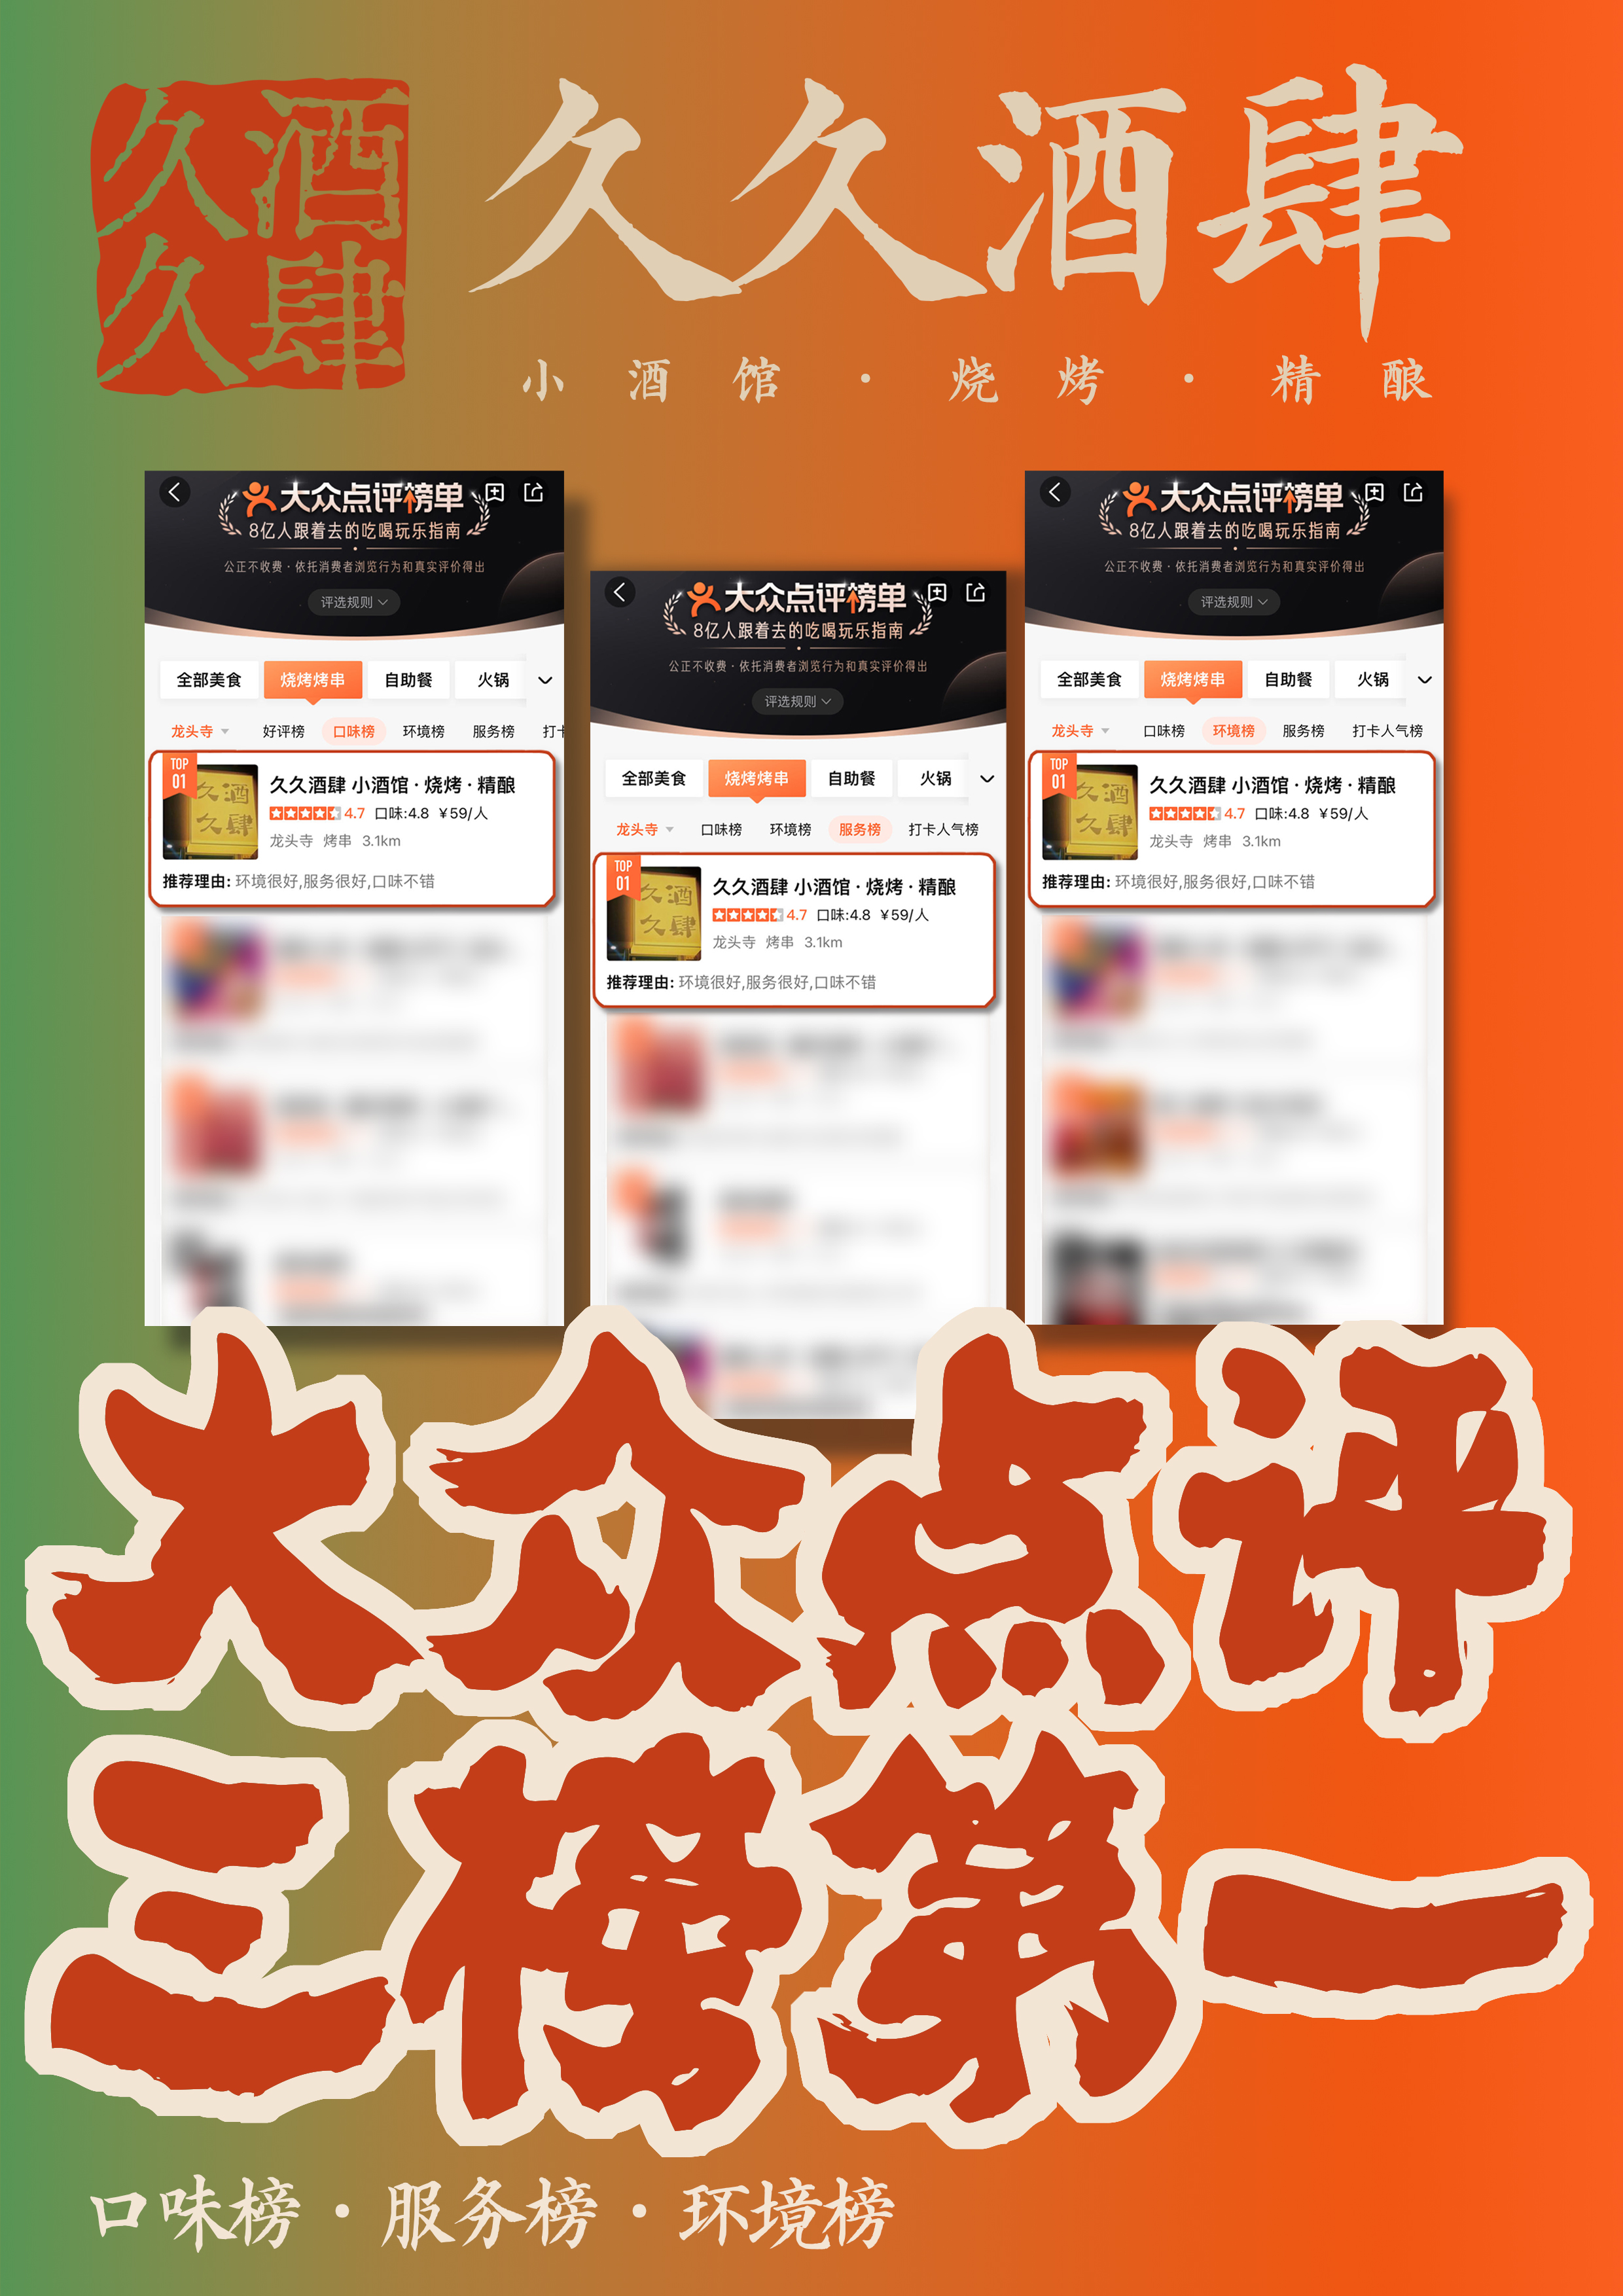 久酒
久肆
久久酒肆
小酒馆·烧烤·精酿
大众点评榜单
8亿人跟着去的吃喝玩乐指南
公正不收费·依托消费者浏览行为和真实评价得出
评选规则
全部美食 烧烤烤串 自助餐 火锅
龙头寺 好评榜 口味榜 环境榜 服务榜 打卡
TOP
01
久酒
久肆
久久酒肆 小酒馆·烧烤·精酿
4.7 口味:4.8 ¥59/人
龙头寺 烤串 3.1km
推荐理由: 环境很好,服务很好,口味不错
大众点评榜单
8亿人跟着去的吃喝玩乐指南
公正不收费·依托消费者浏览行为和真实评价得出
评选规则
全部美食 烧烤烤串 自助餐 火锅
龙头寺 口味榜 环境榜 服务榜 打卡人气榜
TOP
01
久酒
久肆
久久酒肆 小酒馆·烧烤·精酿
4.7 口味:4.8 ¥59/人
龙头寺 烤串 3.1km
推荐理由: 环境很好,服务很好,口味不错
大众点评榜单
8亿人跟着去的吃喝玩乐指南
公正不收费·依托消费者浏览行为和真实评价得出
评选规则
全部美食 烧烤烤串 自助餐 火锅
龙头寺 口味榜 环境榜 服务榜 打卡人气榜
TOP
01
久酒
久肆
久久酒肆 小酒馆·烧烤·精酿
4.7 口味:4.8 ¥59/人
龙头寺 烤串 3.1km
推荐理由: 环境很好,服务很好,口味不错
大众点评
三榜第一
口味榜·服务榜·环境榜